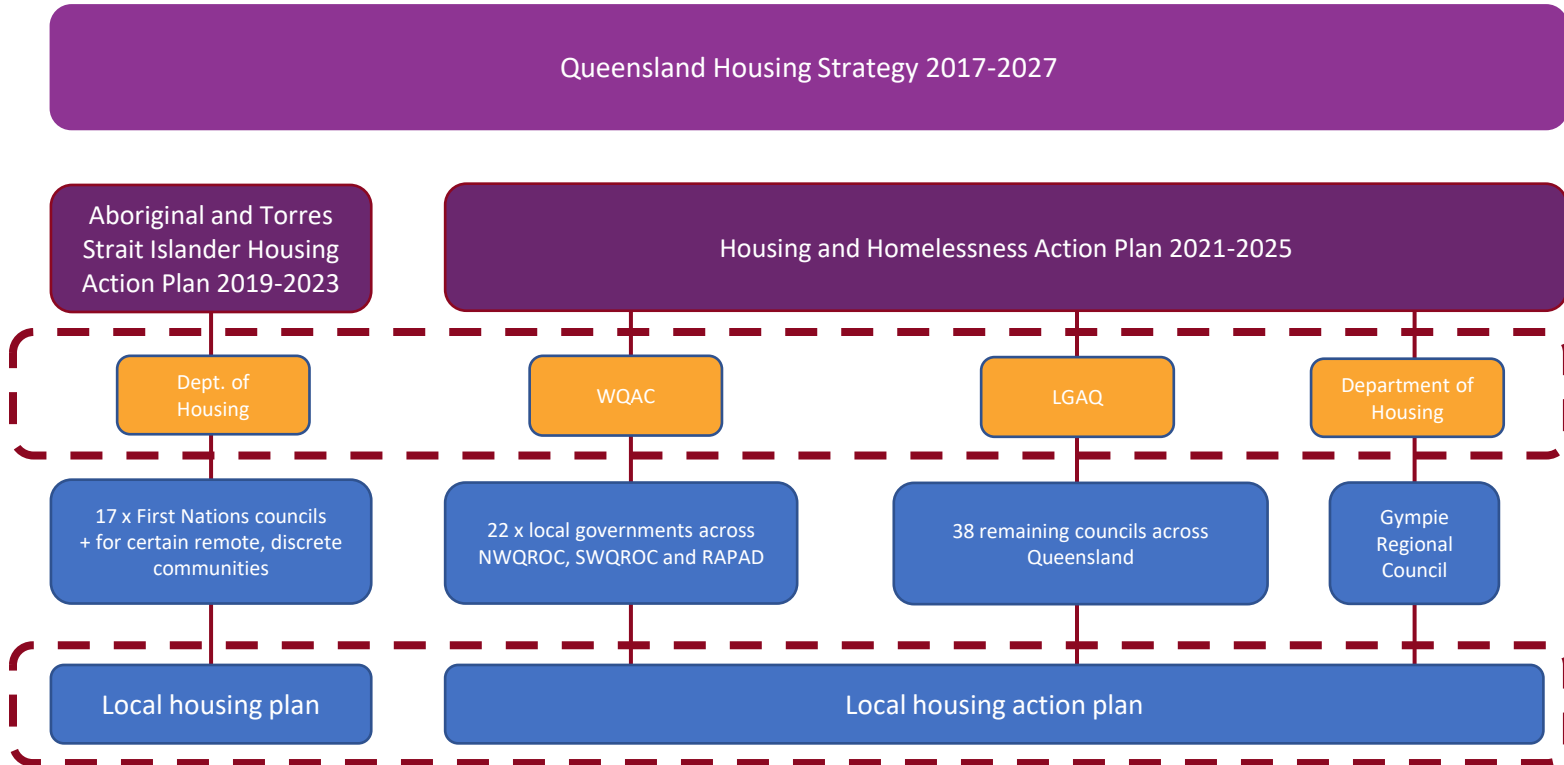 Queensland Housing Strategy 2017-2027
Aboriginal and Torres
Strait Islander Housing
Action Plan 2019-2023
Housing and Homelessness Action Plan 2021-2025
Dept. of
Housing
WQAC
LGAQ
Department of
Housing
17 x First Nations councils
+ for certain remote, discrete
communities
22 x local governments across
NWQROC, SWQROC and RAPAD
38 remaining councils across
Queensland
Gympie
Regional
Council
Local housing plan
Local housing action plan